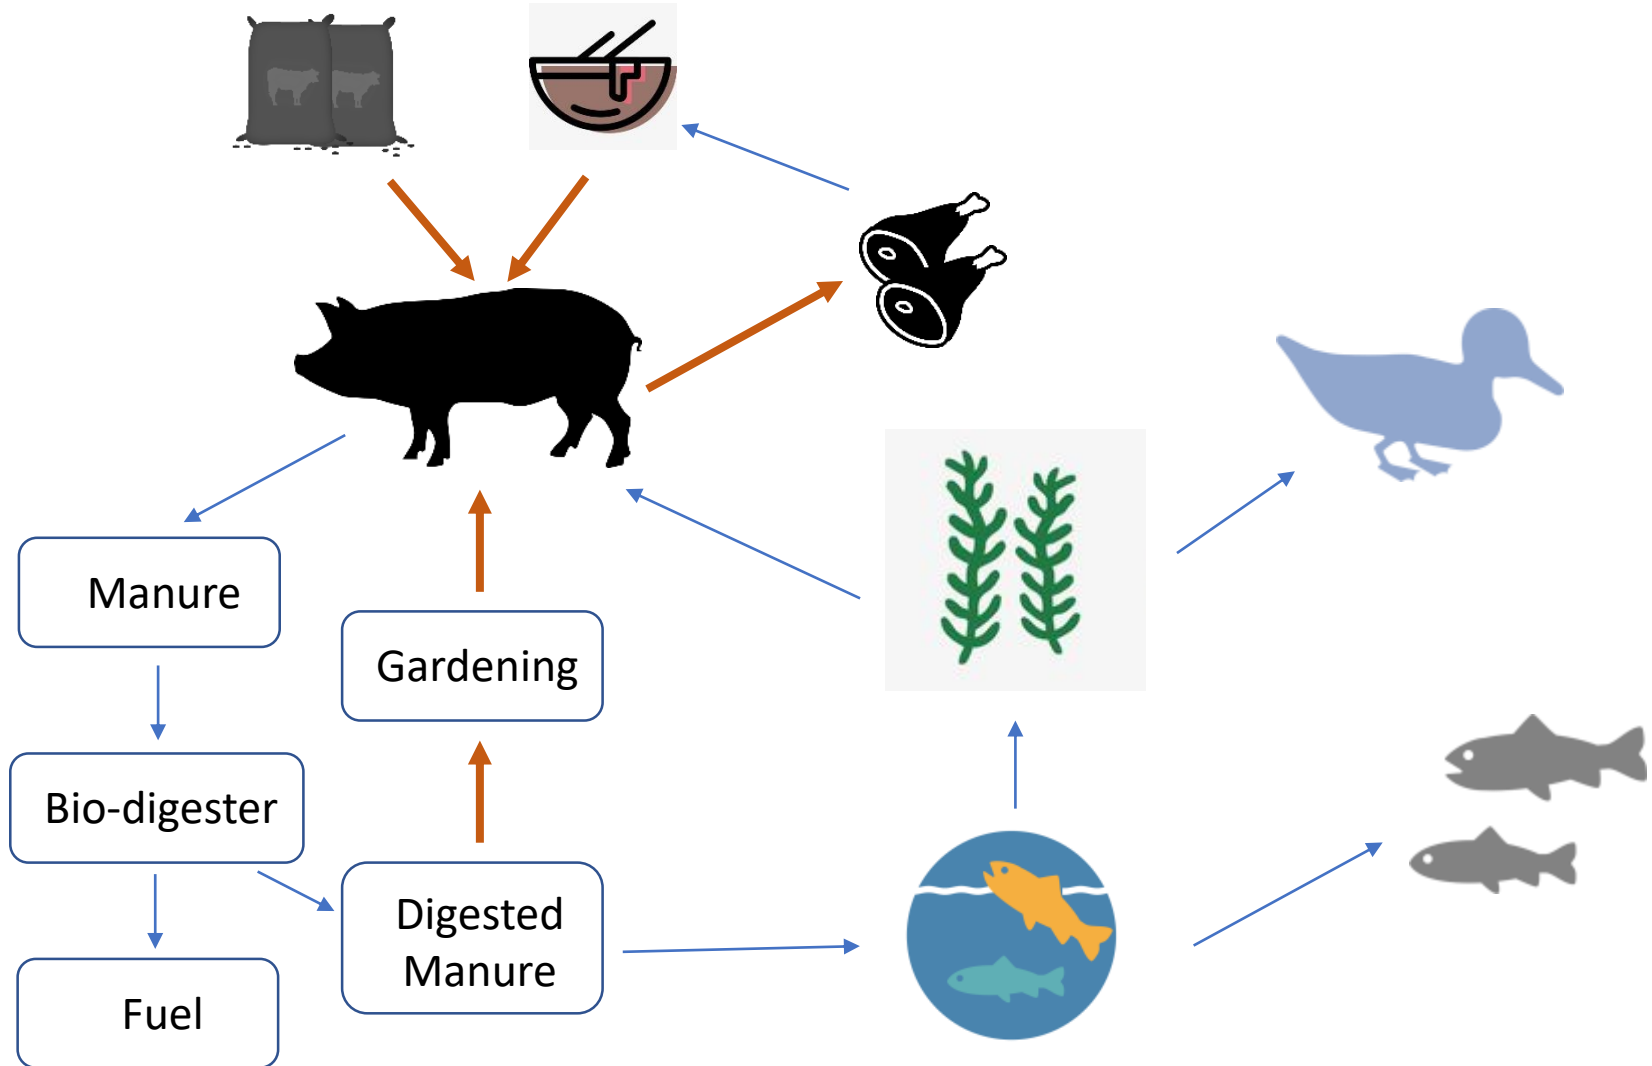 Manure
Gardening
Bio-digester
Digested
Manure
Fuel